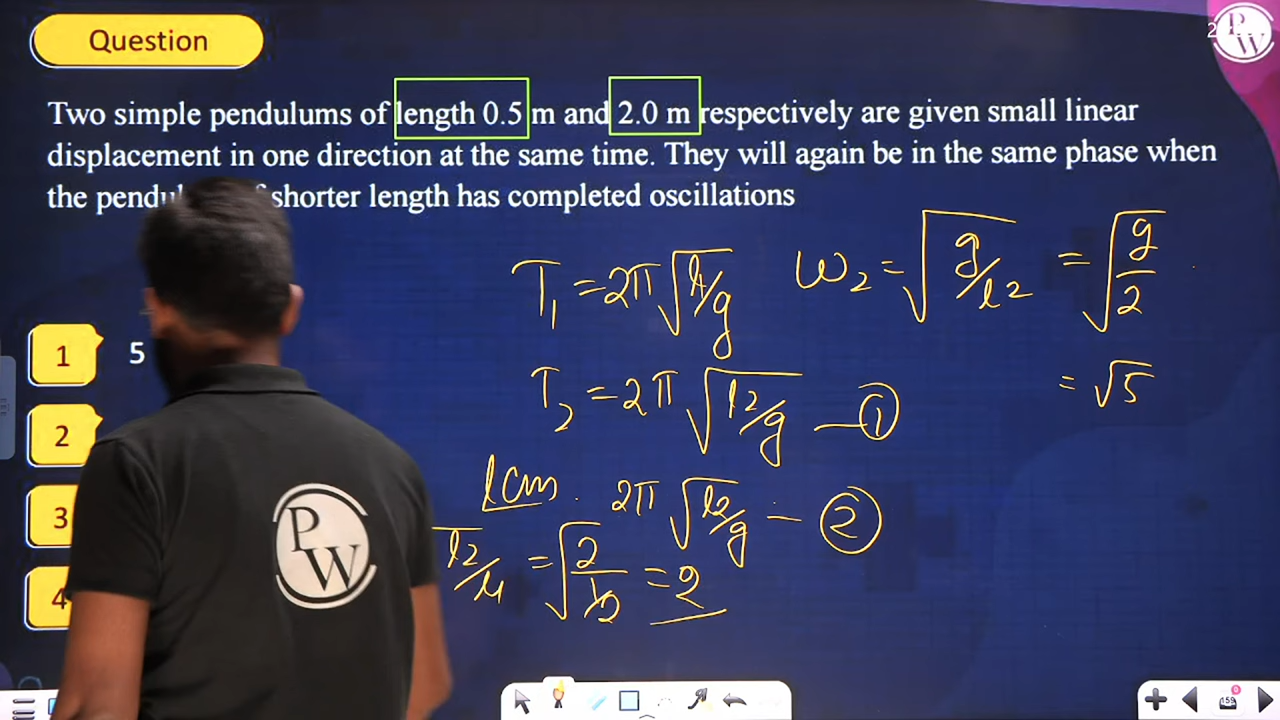 Question
PW
Two simple pendulums of length 0.5 m and 2.0 m respectively are given small linear
displacement in one direction at the same time. They will again be in the same phase when
the shorter length has completed oscillations
T₁ = 2π√(l₁/g)
ω₂ = √(g/l₂) = √(g/2)
= √5
T₂ = 2π√(l₂/g) — ①
lcm. 2π√(l₂/g) — ②
= √(2/½) = 2
1 5
2
3
4
PW
159